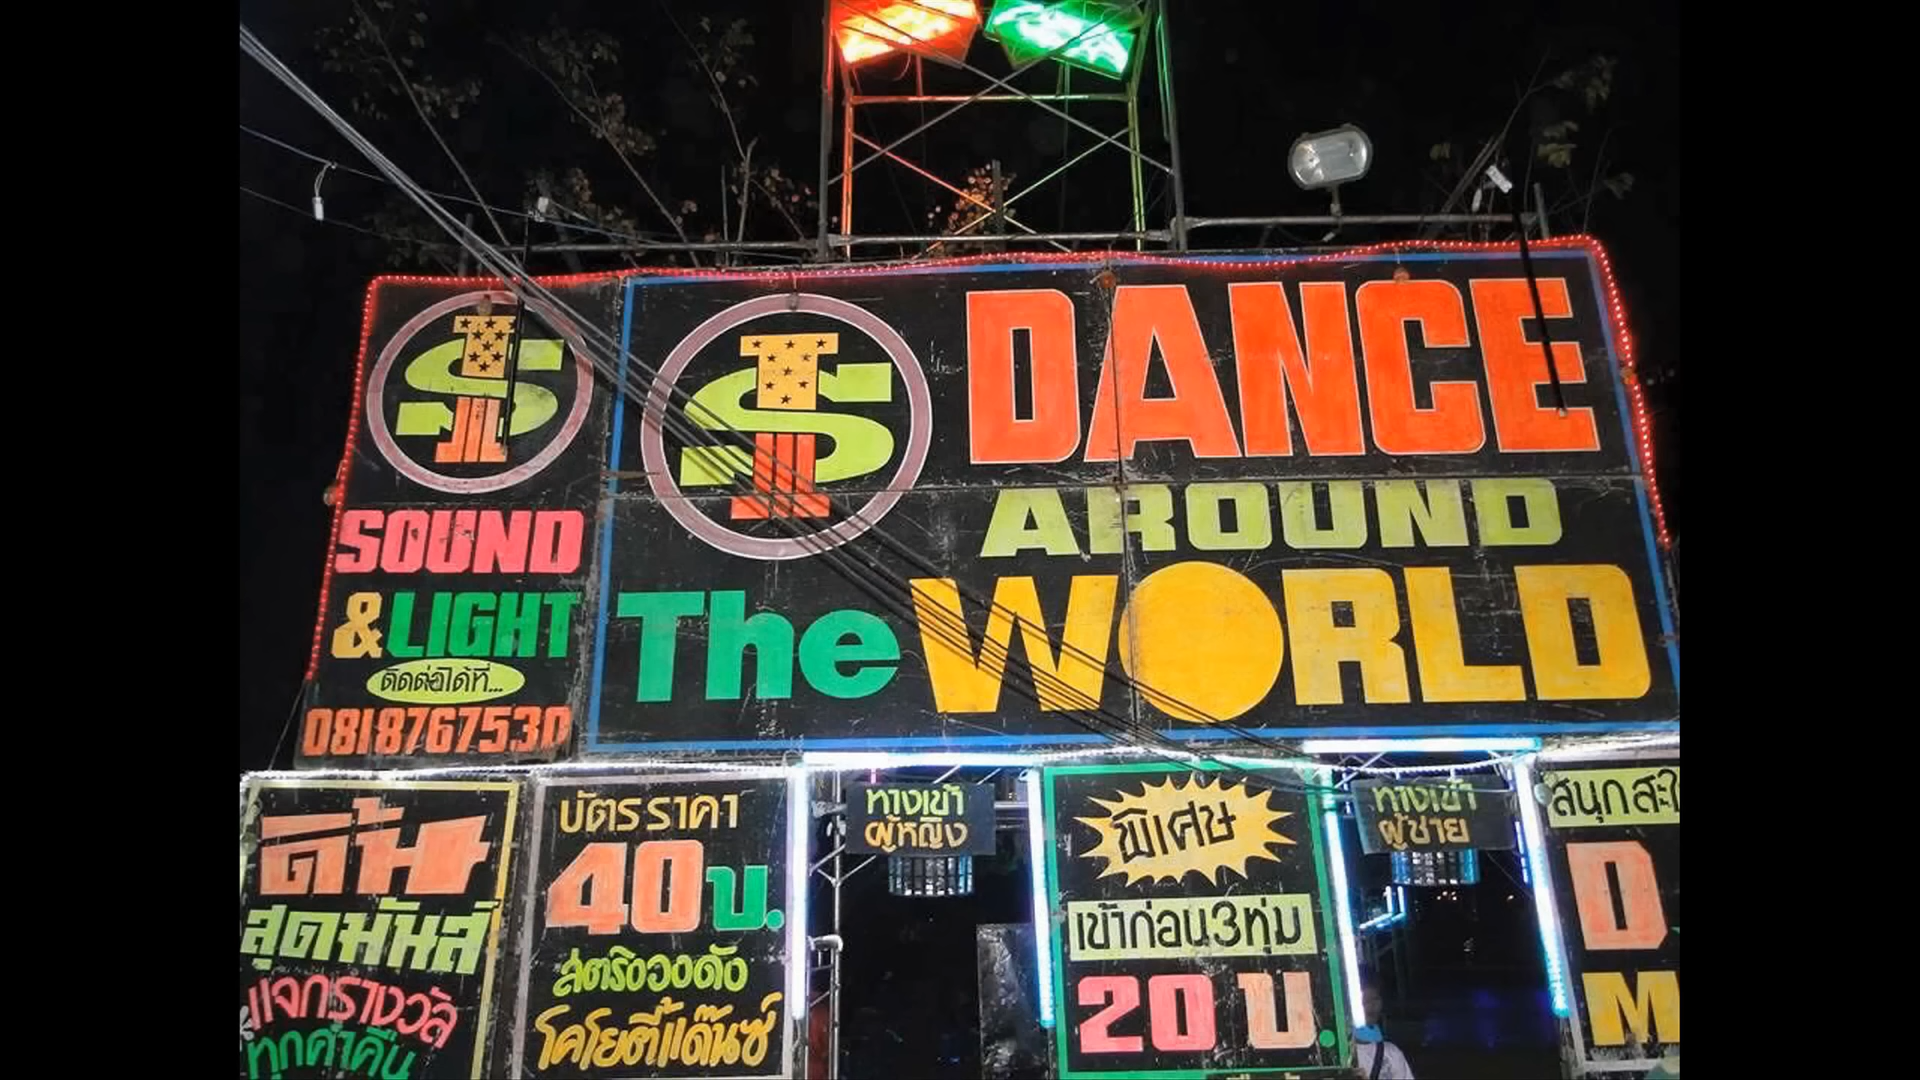 SOUND
&LIGHT
ติดต่อได้ที่...
0818767530
DANCE
AROUND
The WORLD
ดิ้น
สุดมันส์
แจกรางวัล
ทุกค่ำคืน
บัตรราคา
40บ.
สตริงวงดัง
โคโยตี้แด๊นซ์
ทางเข้า
ผู้หญิง
พิเศษ
เข้าก่อน3ทุ่ม
20 บ.
ทางเข้า
ผู้ชาย
สนุกสะใ
D
M